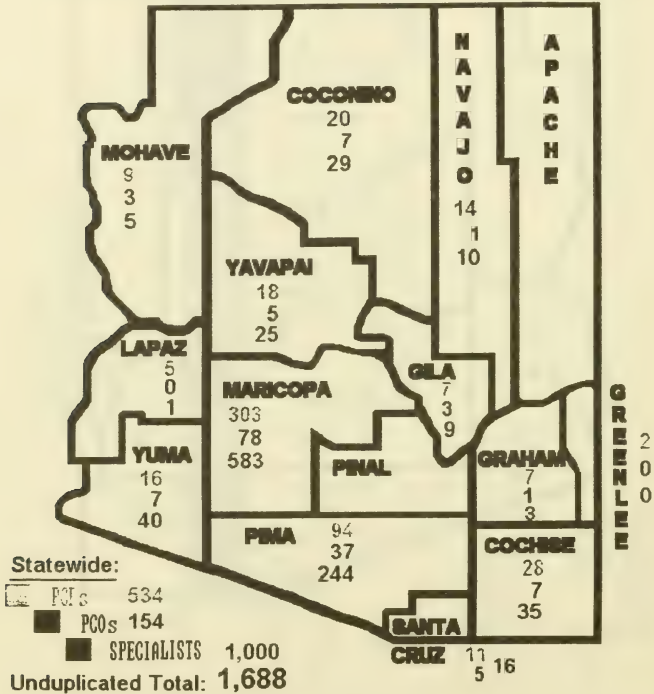 NAVAJO
14
1
10
APACHE
COCONINO
20
7
29
MOHAVE
9
3
5
YAVAPAI
18
5
25
LAPAZ
5
0
1
GILA
7
3
9
MARICOPA
303
78
583
YUMA
16
7
40
PINAL
GRAHAM
7
1
3
GREENLEE
2
0
0
PIMA
94
37
244
COCHISE
28
7
35
SANTA
CRUZ
11
5
16
Statewide:
534
PCOs 154
SPECIALISTS 1,000
Unduplicated Total: 1,688